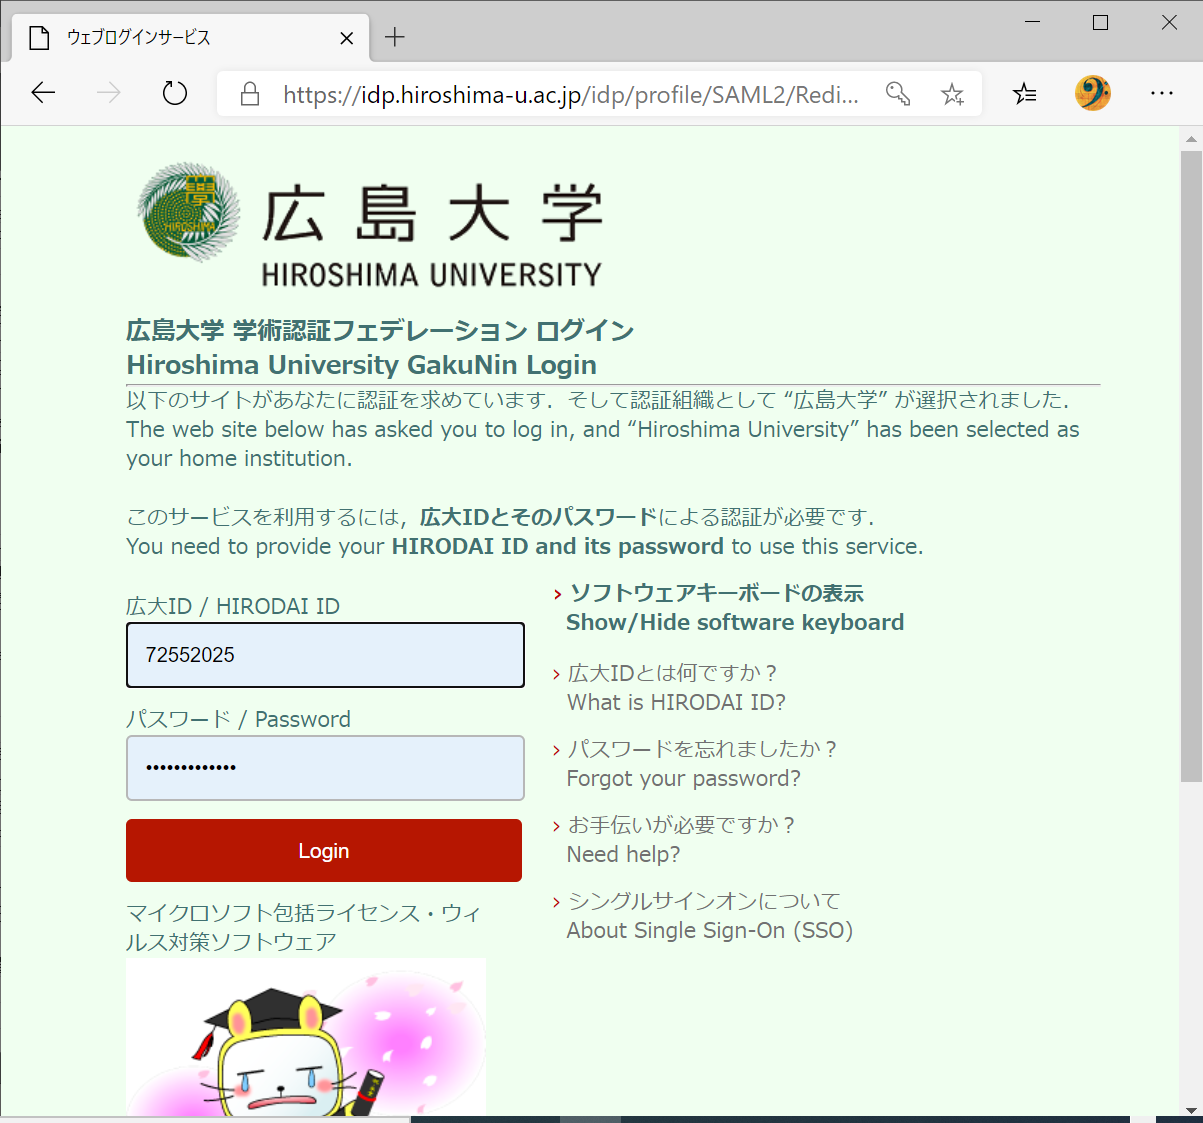 ウェブログインサービス
https://idp.hiroshima-u.ac.jp/idp/profile/SAML2/Redi...
學
HIROSHIMA
広島大学
HIROSHIMA UNIVERSITY
広島大学 学術認証フェデレーション ログイン
Hiroshima University GakuNin Login
以下のサイトがあなたに認証を求めています．そして認証組織として “広島大学” が選択されました．
The web site below has asked you to log in, and “Hiroshima University” has been selected as
your home institution.
このサービスを利用するには，広大IDとそのパスワードによる認証が必要です．
You need to provide your HIRODAI ID and its password to use this service.
広大ID / HIRODAI ID
72552025
パスワード / Password
•••••••••••••
Login
マイクロソフト包括ライセンス・ウィ
ルス対策ソフトウェア
› ソフトウェアキーボードの表示
Show/Hide software keyboard
› 広大IDとは何ですか？
What is HIRODAI ID?
› パスワードを忘れましたか？
Forgot your password?
› お手伝いが必要ですか？
Need help?
› シングルサインオンについて
About Single Sign-On (SSO)